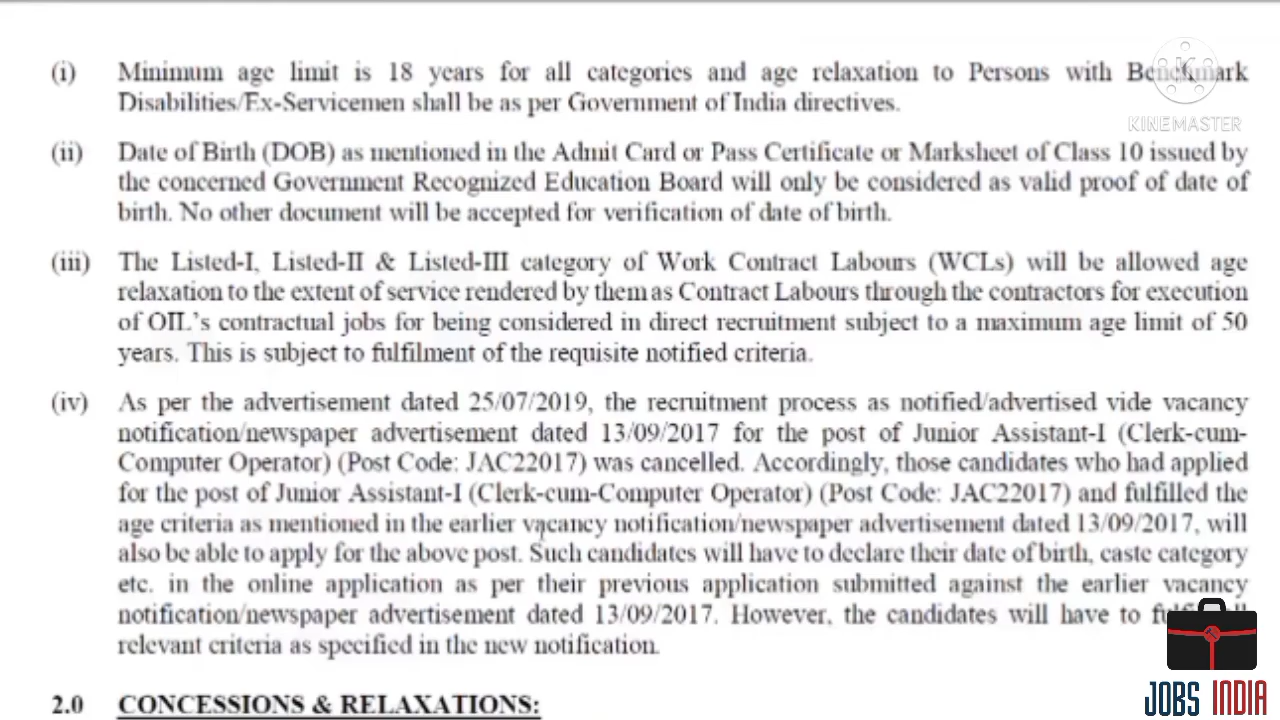 (i) Minimum age limit is 18 years for all categories and age relaxation to Persons with Benchmark
Disabilities/Ex-Servicemen shall be as per Government of India directives.
KINEMASTER
(ii) Date of Birth (DOB) as mentioned in the Admit Card or Pass Certificate or Marksheet of Class 10 issued by
the concerned Government Recognized Education Board will only be considered as valid proof of date of
birth. No other document will be accepted for verification of date of birth.
(iii) The Listed-I, Listed-II & Listed-III category of Work Contract Labours (WCLs) will be allowed age
relaxation to the extent of service rendered by them as Contract Labours through the contractors for execution
of OIL's contractual jobs for being considered in direct recruitment subject to a maximum age limit of 50
years. This is subject to fulfilment of the requisite notified criteria.
(iv) As per the advertisement dated 25/07/2019, the recruitment process as notified/advertised vide vacancy
notification/newspaper advertisement dated 13/09/2017 for the post of Junior Assistant-I (Clerk-cum-
Computer Operator) (Post Code: JAC22017) was cancelled. Accordingly, those candidates who had applied
for the post of Junior Assistant-I (Clerk-cum-Computer Operator) (Post Code: JAC22017) and fulfilled the
age criteria as mentioned in the earlier vacancy notification/newspaper advertisement dated 13/09/2017, will
also be able to apply for the above post. Such candidates will have to declare their date of birth, caste category
etc. in the online application as per their previous application submitted against the earlier vacancy
notification/newspaper advertisement dated 13/09/2017. However, the candidates will have to
relevant criteria as specified in the new notification.
2.0 CONCESSIONS & RELAXATIONS:
JOBS INDIA